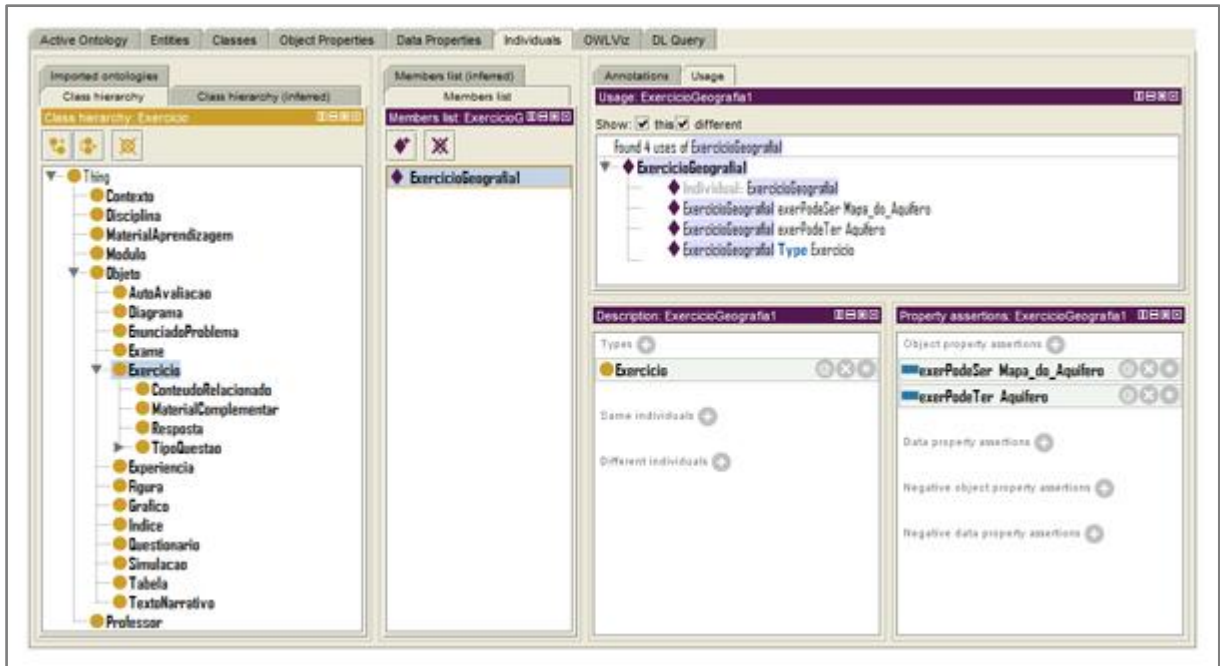 Active Ontology Entities Classes Object Properties Data Properties Individuals OWLViz DL Query
Imported ontologies
Class hierarchy Class hierarchy (inferred)
Class hierarchy: Exercicio
Thing
Contexto
Disciplina
MaterialAprendizagem
Modulo
Objeto
AutoAvaliacao
Diagrama
EnunciadoProblema
Exame
Exercicio
ConteudoRelacionado
MaterialComplementar
Resposta
TipoQuestao
Experiencia
Figura
Grafico
Indice
Questionario
Simulacao
Tabela
TextoNarrativo
Professor
Members list (inferred)
Members list
Members list: ExercicioG
ExercicioGeografia1
Annotations Usage
Usage: ExercicioGeografia1
Show: this different
Found 4 uses of ExercicioGeografia1
ExercicioGeografia1
Individual: ExercicioGeografia1
ExercicioGeografia1 exerPodeSer Mapa_do_Aquifero
ExercicioGeografia1 exerPodeTer Aquifero
ExercicioGeografia1 Type Exercicio
Description: ExercicioGeografia1
Types
Exercicio
Same individuals
Different individuals
Property assertions: ExercicioGeografia1
Object property assertions
exerPodeSer Mapa_do_Aquifero
exerPodeTer Aquifero
Data property assertions
Negative object property assertions
Negative data property assertions